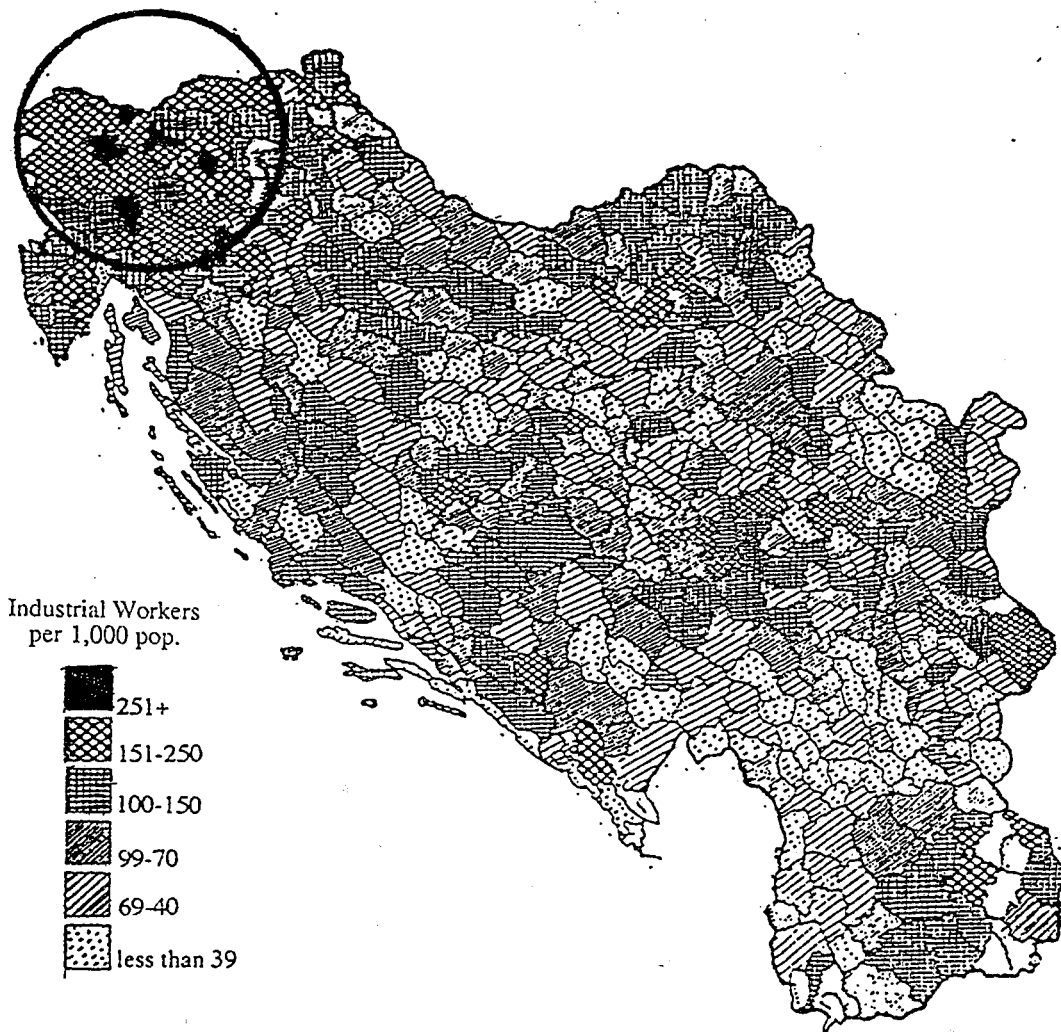 Industrial Workers
per 1,000 pop.
251+
151-250
100-150
99-70
69-40
less than 39